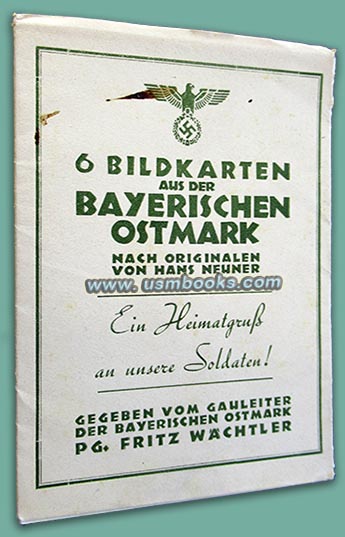 6 BILDKARTEN
AUS DER
BAYERISCHEN
OSTMARK
NACH ORIGINALEN
VON HANS NEUNER
www.usmbooks.com
Ein Heimatgruß
an unsere Soldaten!
GEGEBEN VOM GAULEITER
DER BAYERISCHEN OSTMARK
PG. FRITZ WÄCHTLER